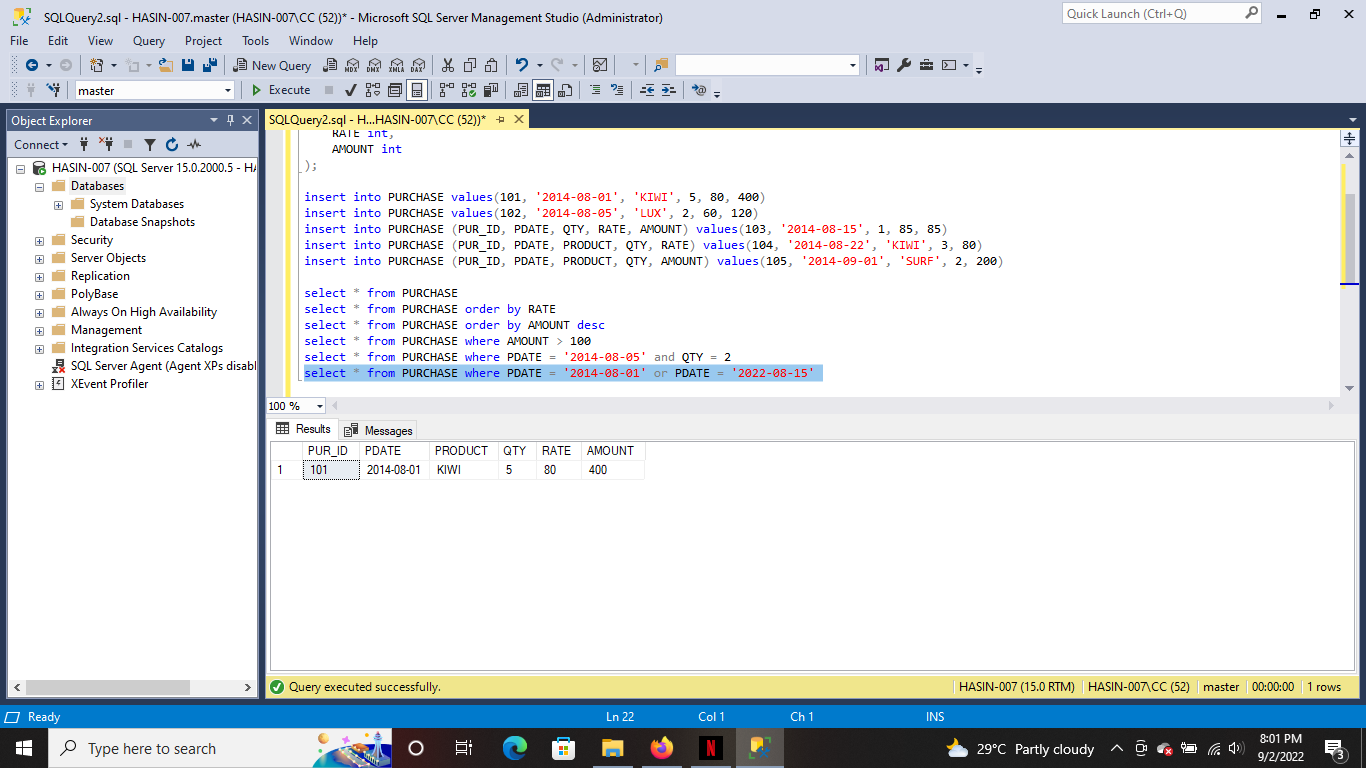 SQLQuery2.sql - HASIN-007.master (HASIN-007\CC (52))* - Microsoft SQL Server Management Studio (Administrator)
Quick Launch (Ctrl+Q)
File Edit View Query Project Tools Window Help
New Query MDX DMX XMLA DAX
master Execute
Object Explorer
Connect
HASIN-007 (SQL Server 15.0.2000.5 - HA
Databases
System Databases
Database Snapshots
Security
Server Objects
Replication
PolyBase
Always On High Availability
Management
Integration Services Catalogs
SQL Server Agent (Agent XPs disabl
XEvent Profiler
SQLQuery2.sql - H...HASIN-007\CC (52))*
RATE int,
AMOUNT int
);
insert into PURCHASE values(101, '2014-08-01', 'KIWI', 5, 80, 400)
insert into PURCHASE values(102, '2014-08-05', 'LUX', 2, 60, 120)
insert into PURCHASE (PUR_ID, PDATE, QTY, RATE, AMOUNT) values(103, '2014-08-15', 1, 85, 85)
insert into PURCHASE (PUR_ID, PDATE, PRODUCT, QTY, RATE) values(104, '2014-08-22', 'KIWI', 3, 80)
insert into PURCHASE (PUR_ID, PDATE, PRODUCT, QTY, AMOUNT) values(105, '2014-09-01', 'SURF', 2, 200)
select * from PURCHASE
select * from PURCHASE order by RATE
select * from PURCHASE order by AMOUNT desc
select * from PURCHASE where AMOUNT > 100
select * from PURCHASE where PDATE = '2014-08-05' and QTY = 2
select * from PURCHASE where PDATE = '2014-08-01' or PDATE = '2022-08-15'
100 %
Results Messages
PUR_ID PDATE PRODUCT QTY RATE AMOUNT
1 101 2014-08-01 KIWI 5 80 400
Query executed successfully.
HASIN-007 (15.0 RTM) HASIN-007\CC (52) master 00:00:00 1 rows
Ready Ln 22 Col 1 Ch 1 INS
Type here to search
N
29°C Partly cloudy
8:01 PM
9/2/2022
3